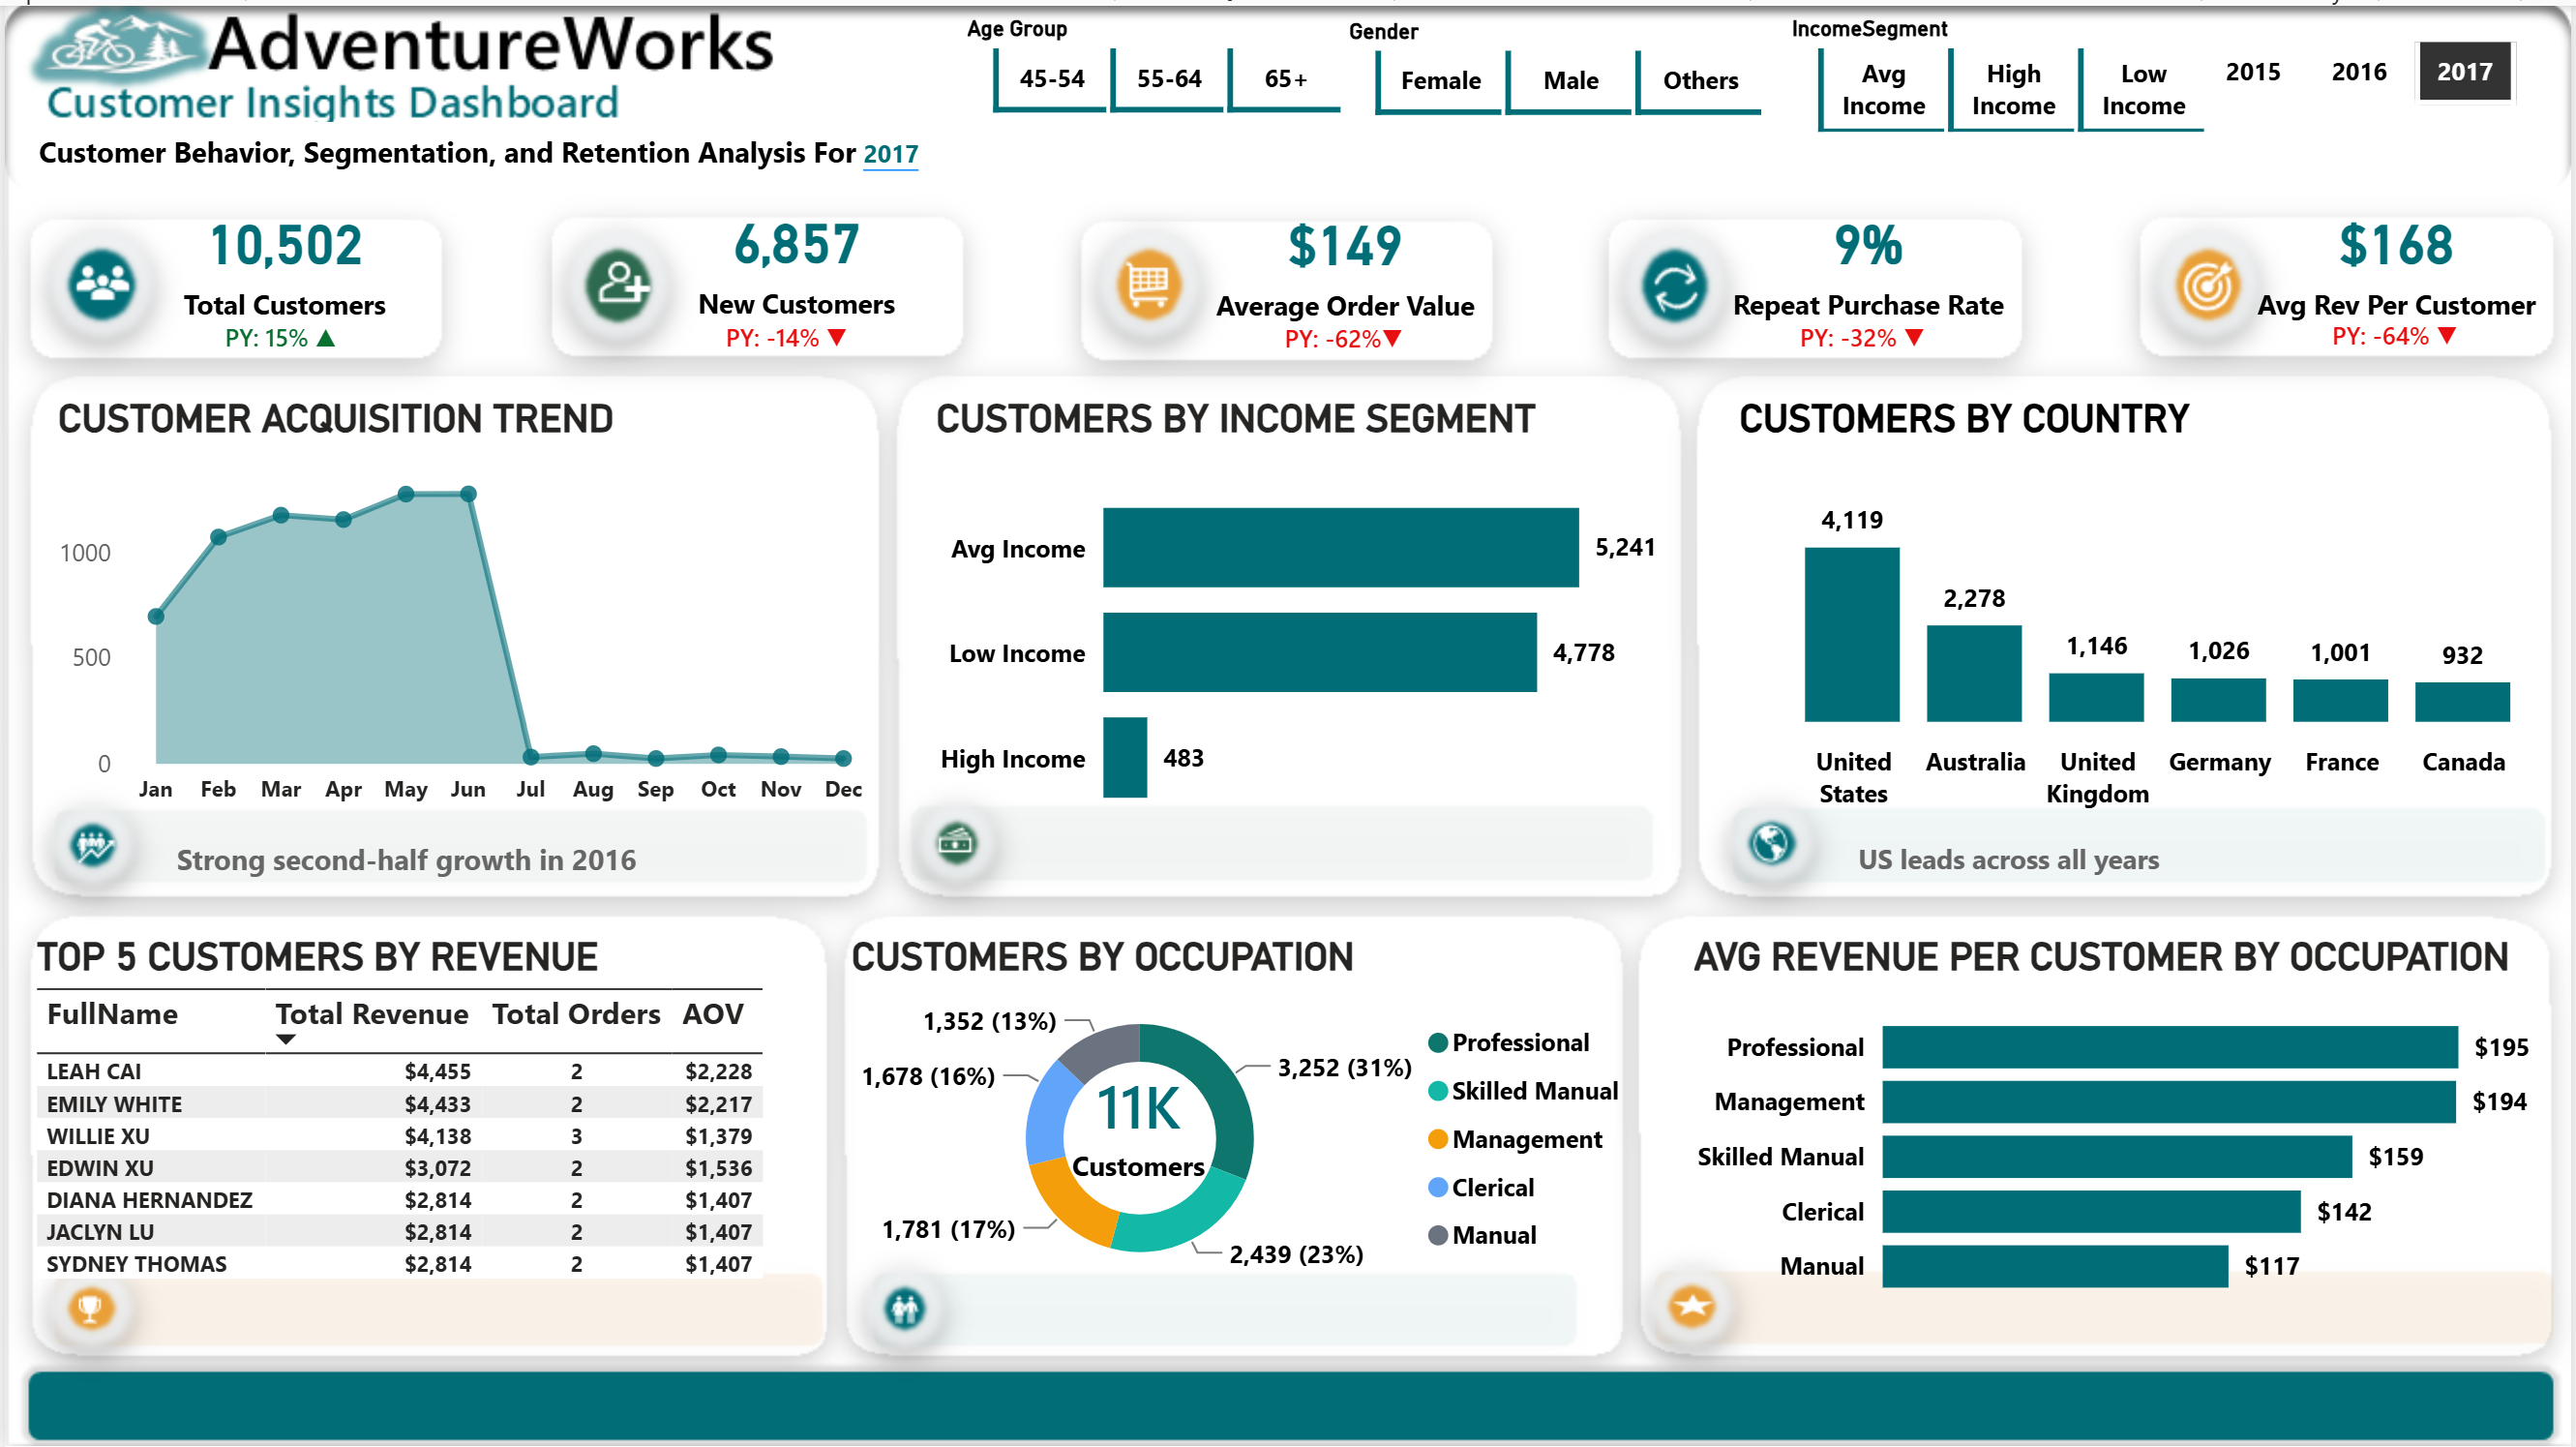 AdventureWorks
Customer Insights Dashboard
Customer Behavior, Segmentation, and Retention Analysis For 2017
Age Group
45-54 55-64 65+
Gender
Female Male Others
IncomeSegment
Avg Income
High Income
Low Income
2015 2016 2017
10,502
Total Customers
PY: 15% ▲
6,857
New Customers
PY: -14% ▼
$149
Average Order Value
PY: -62%▼
9%
Repeat Purchase Rate
PY: -32% ▼
$168
Avg Rev Per Customer
PY: -64% ▼
CUSTOMER ACQUISITION TREND
1000
500
0
Jan Feb Mar Apr May Jun Jul Aug Sep Oct Nov Dec
Strong second-half growth in 2016
CUSTOMERS BY INCOME SEGMENT
Avg Income 5,241
Low Income 4,778
High Income 483
CUSTOMERS BY COUNTRY
4,119
2,278
1,146
1,026
1,001
932
United States
Australia
United Kingdom
Germany
France
Canada
US leads across all years
TOP 5 CUSTOMERS BY REVENUE
FullName Total Revenue Total Orders AOV
LEAH CAI $4,455 2 $2,228
EMILY WHITE $4,433 2 $2,217
WILLIE XU $4,138 3 $1,379
EDWIN XU $3,072 2 $1,536
DIANA HERNANDEZ $2,814 2 $1,407
JACLYN LU $2,814 2 $1,407
SYDNEY THOMAS $2,814 2 $1,407
CUSTOMERS BY OCCUPATION
1,352 (13%)
1,678 (16%)
3,252 (31%)
1,781 (17%)
2,439 (23%)
11K
Customers
Professional
Skilled Manual
Management
Clerical
Manual
AVG REVENUE PER CUSTOMER BY OCCUPATION
Professional $195
Management $194
Skilled Manual $159
Clerical $142
Manual $117